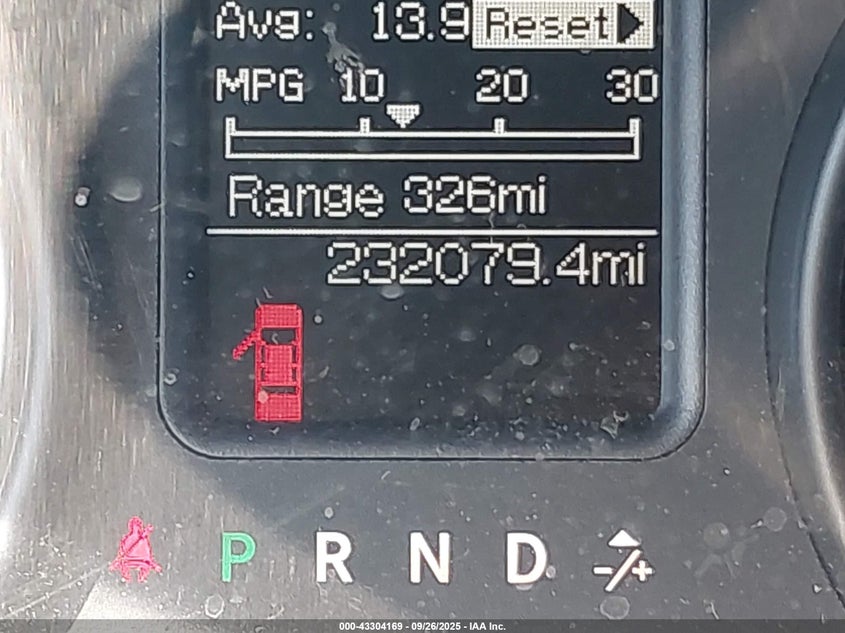 Avg: 13.9 Reset
MPG 10 20 30
Range 326mi
232079.4mi
P R N D -/+
000-43304169 - 09/26/2025 - IAA Inc.